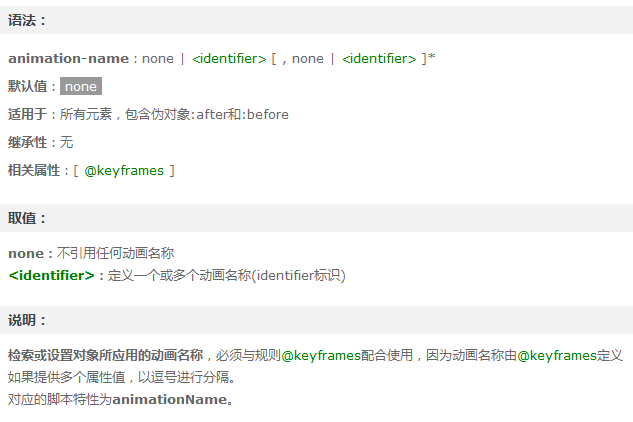 语法：
animation-name：none | <identifier> [ , none | <identifier> ]*
默认值：none
适用于：所有元素，包含伪对象:after和:before
继承性：无
相关属性：[ @keyframes ]
取值：
none：不引用任何动画名称
<identifier>：定义一个或多个动画名称(identifier标识)
说明：
检索或设置对象所应用的动画名称，必须与规则@keyframes配合使用，因为动画名称由@keyframes定义
如果提供多个属性值，以逗号进行分隔。
对应的脚本特性为animationName。